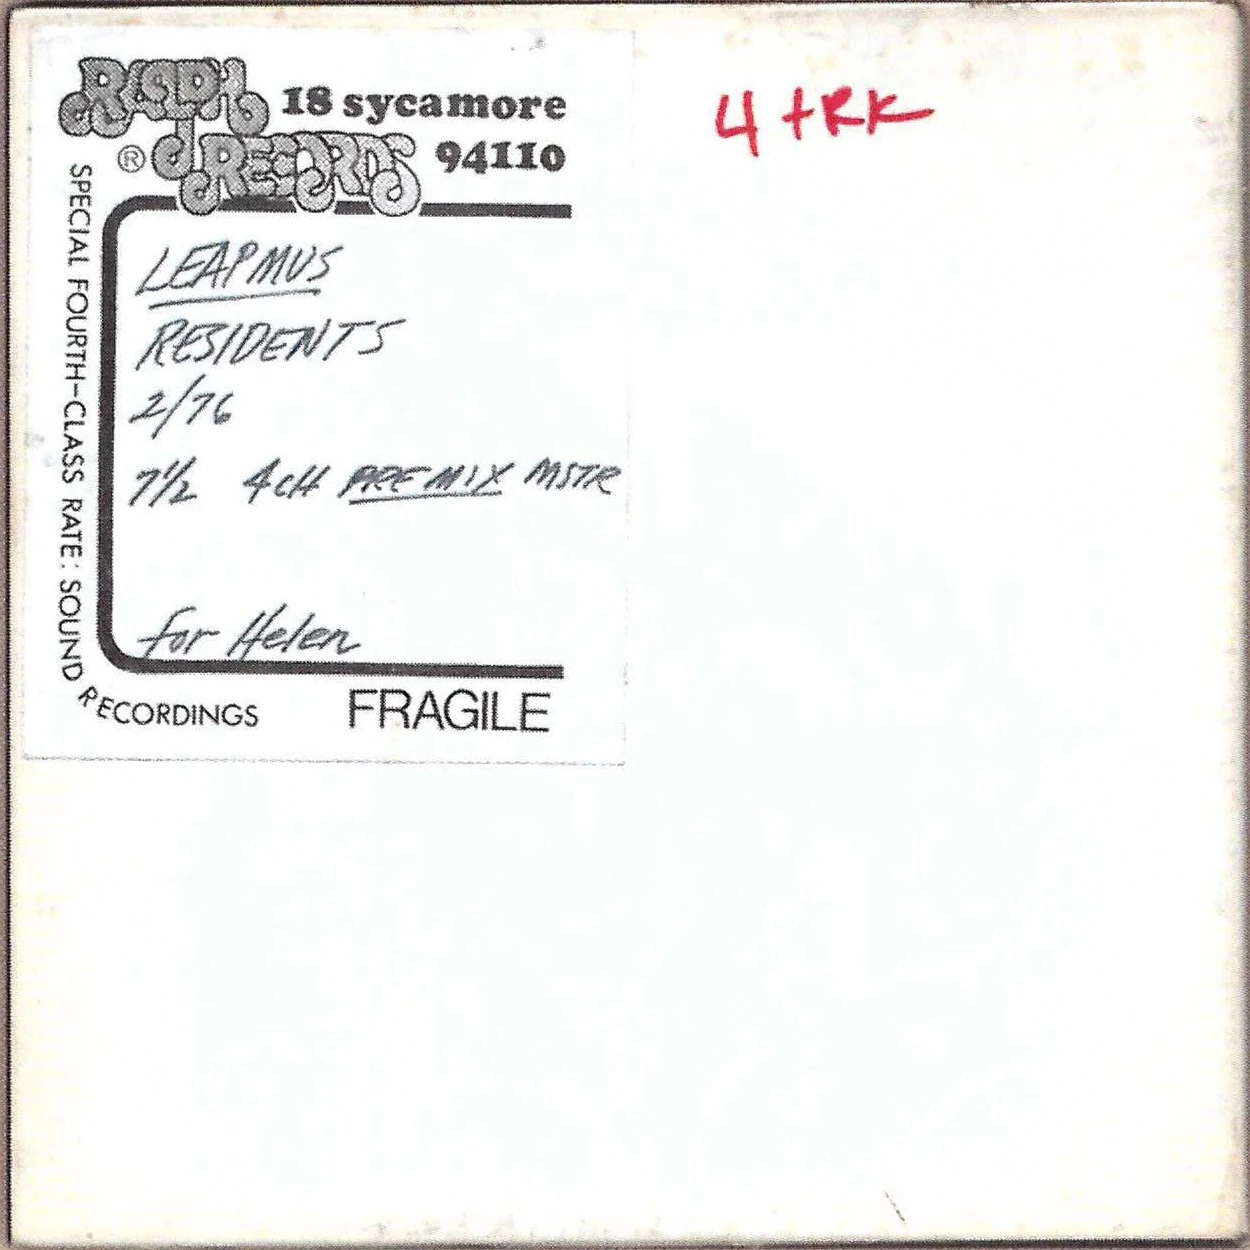 RALPH 18 sycamore
® RECORDS 94110
4 tRK
SPECIAL FOURTH-CLASS RATE: SOUND RECORDINGS
LEAPMUS
RESIDENTS
2/76
7½ 4cH PREMIX MSTR
for Helen
FRAGILE